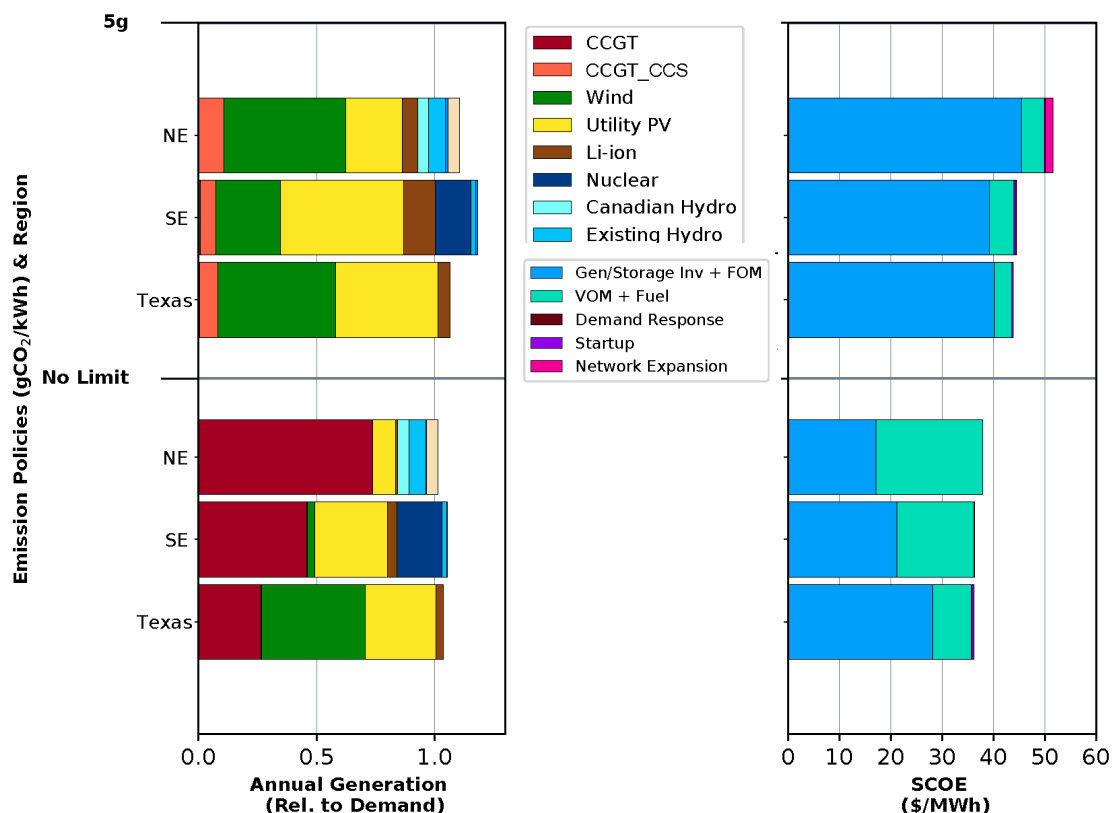 5g
NE
SE
Texas
No Limit
NE
SE
Texas
Emission Policies (gCO₂/kWh) & Region
0.0 0.5 1.0
Annual Generation
(Rel. to Demand)
CCGT
CCGT_CCS
Wind
Utility PV
Li-ion
Nuclear
Canadian Hydro
Existing Hydro
Gen/Storage Inv + FOM
VOM + Fuel
Demand Response
Startup
Network Expansion
0 10 20 30 40 50 60
SCOE
($/MWh)